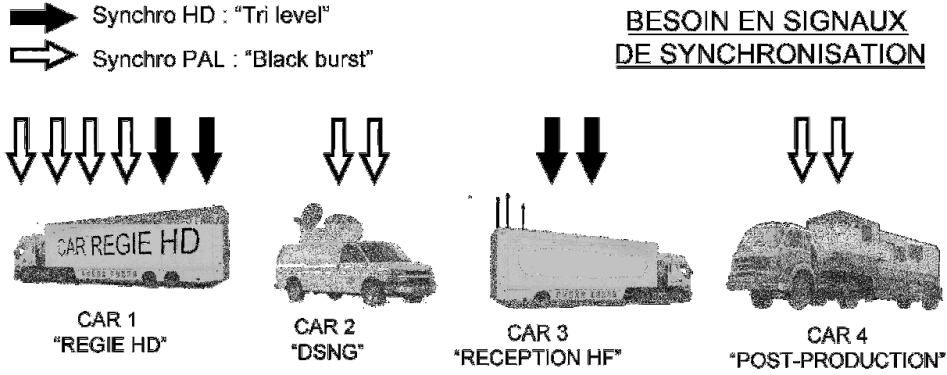 Synchro HD : "Tri level"
Synchro PAL : "Black burst"
BESOIN EN SIGNAUX
DE SYNCHRONISATION
CAR REGIE HD
CAR 1
"REGIE HD"
CAR 2
"DSNG"
CAR 3
"RECEPTION HF"
CAR 4
"POST-PRODUCTION"